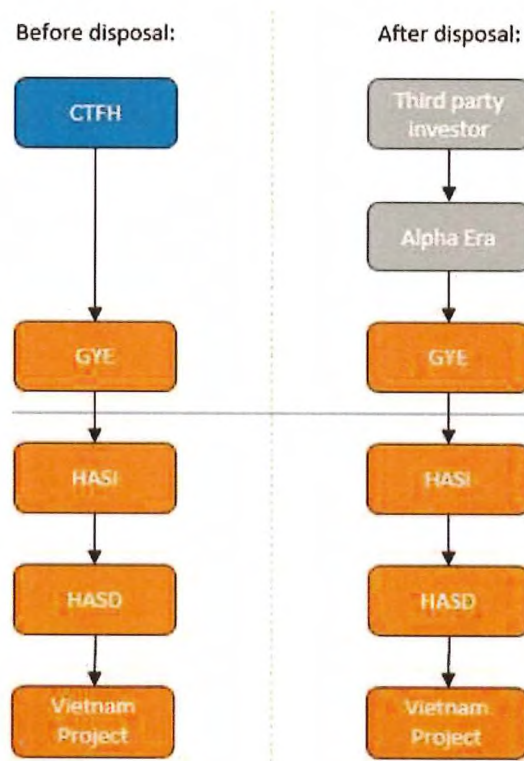 Before disposal:
CTFH
GYE
HASI
HASD
Vietnam
Project
After disposal:
Third party
investor
Alpha Era
GYE
HASI
HASD
Vietnam
Project